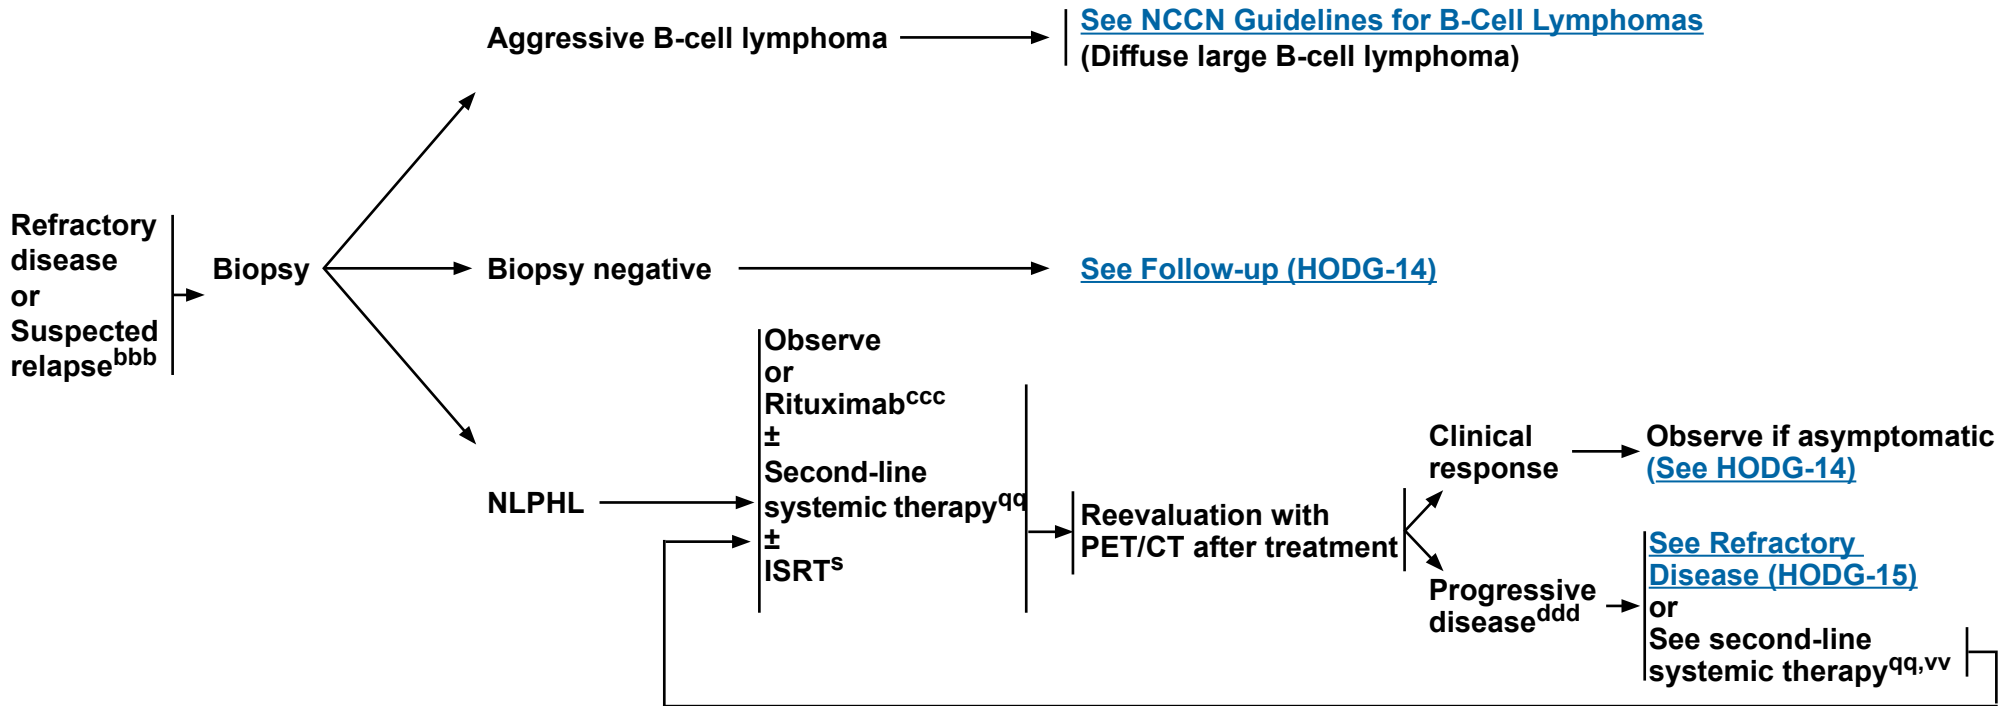 Aggressive B-cell lymphoma
See NCCN Guidelines for B-Cell Lymphomas
(Diffuse large B-cell lymphoma)
Refractory
disease
or
Suspected
relapsebbb
Biopsy
Biopsy negative
See Follow-up (HODG-14)
NLPHL
Observe
or
Rituximabccc
±
Second-line
systemic therapyqq
±
ISRTs
Reevaluation with
PET/CT after treatment
Clinical
response
Observe if asymptomatic
(See HODG-14)
Progressive
diseaseddd
See Refractory
Disease (HODG-15)
or
See second-line
systemic therapyqq,vv